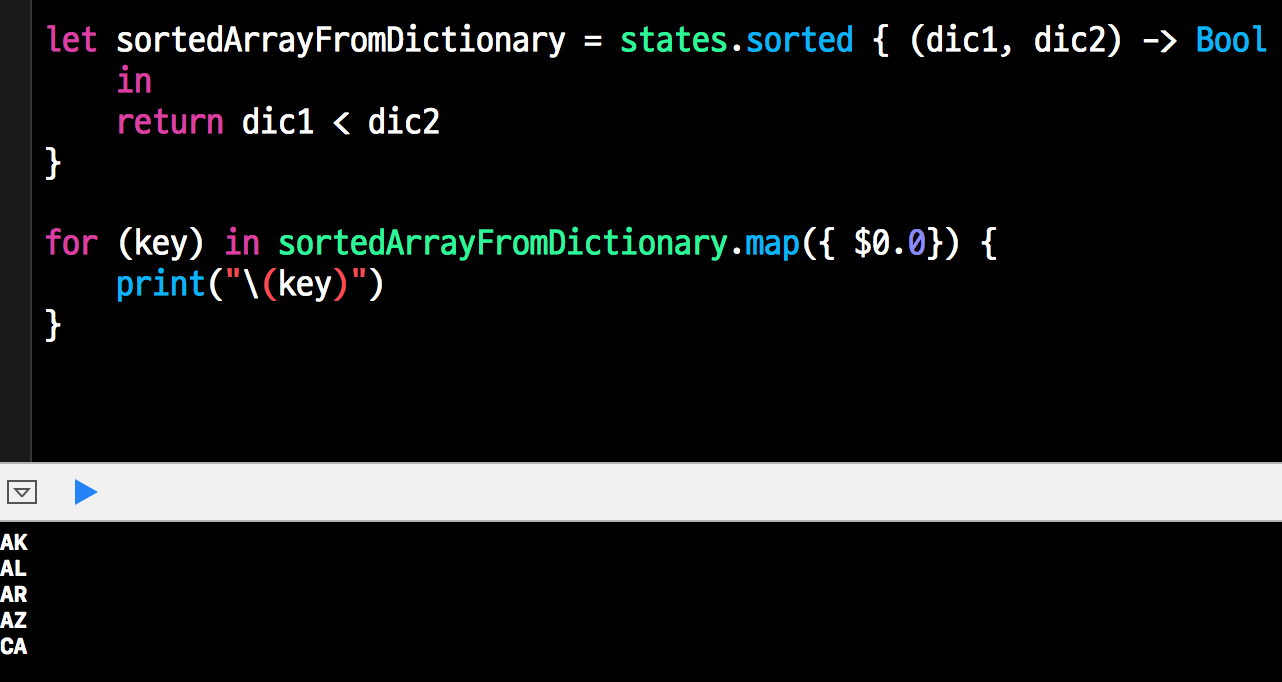 let sortedArrayFromDictionary = states.sorted { (dic1, dic2) -> Bool
in
return dic1 < dic2
}
for (key) in sortedArrayFromDictionary.map({ $0.0}) {
print("\(key)")
}
AK
AL
AR
AZ
CA